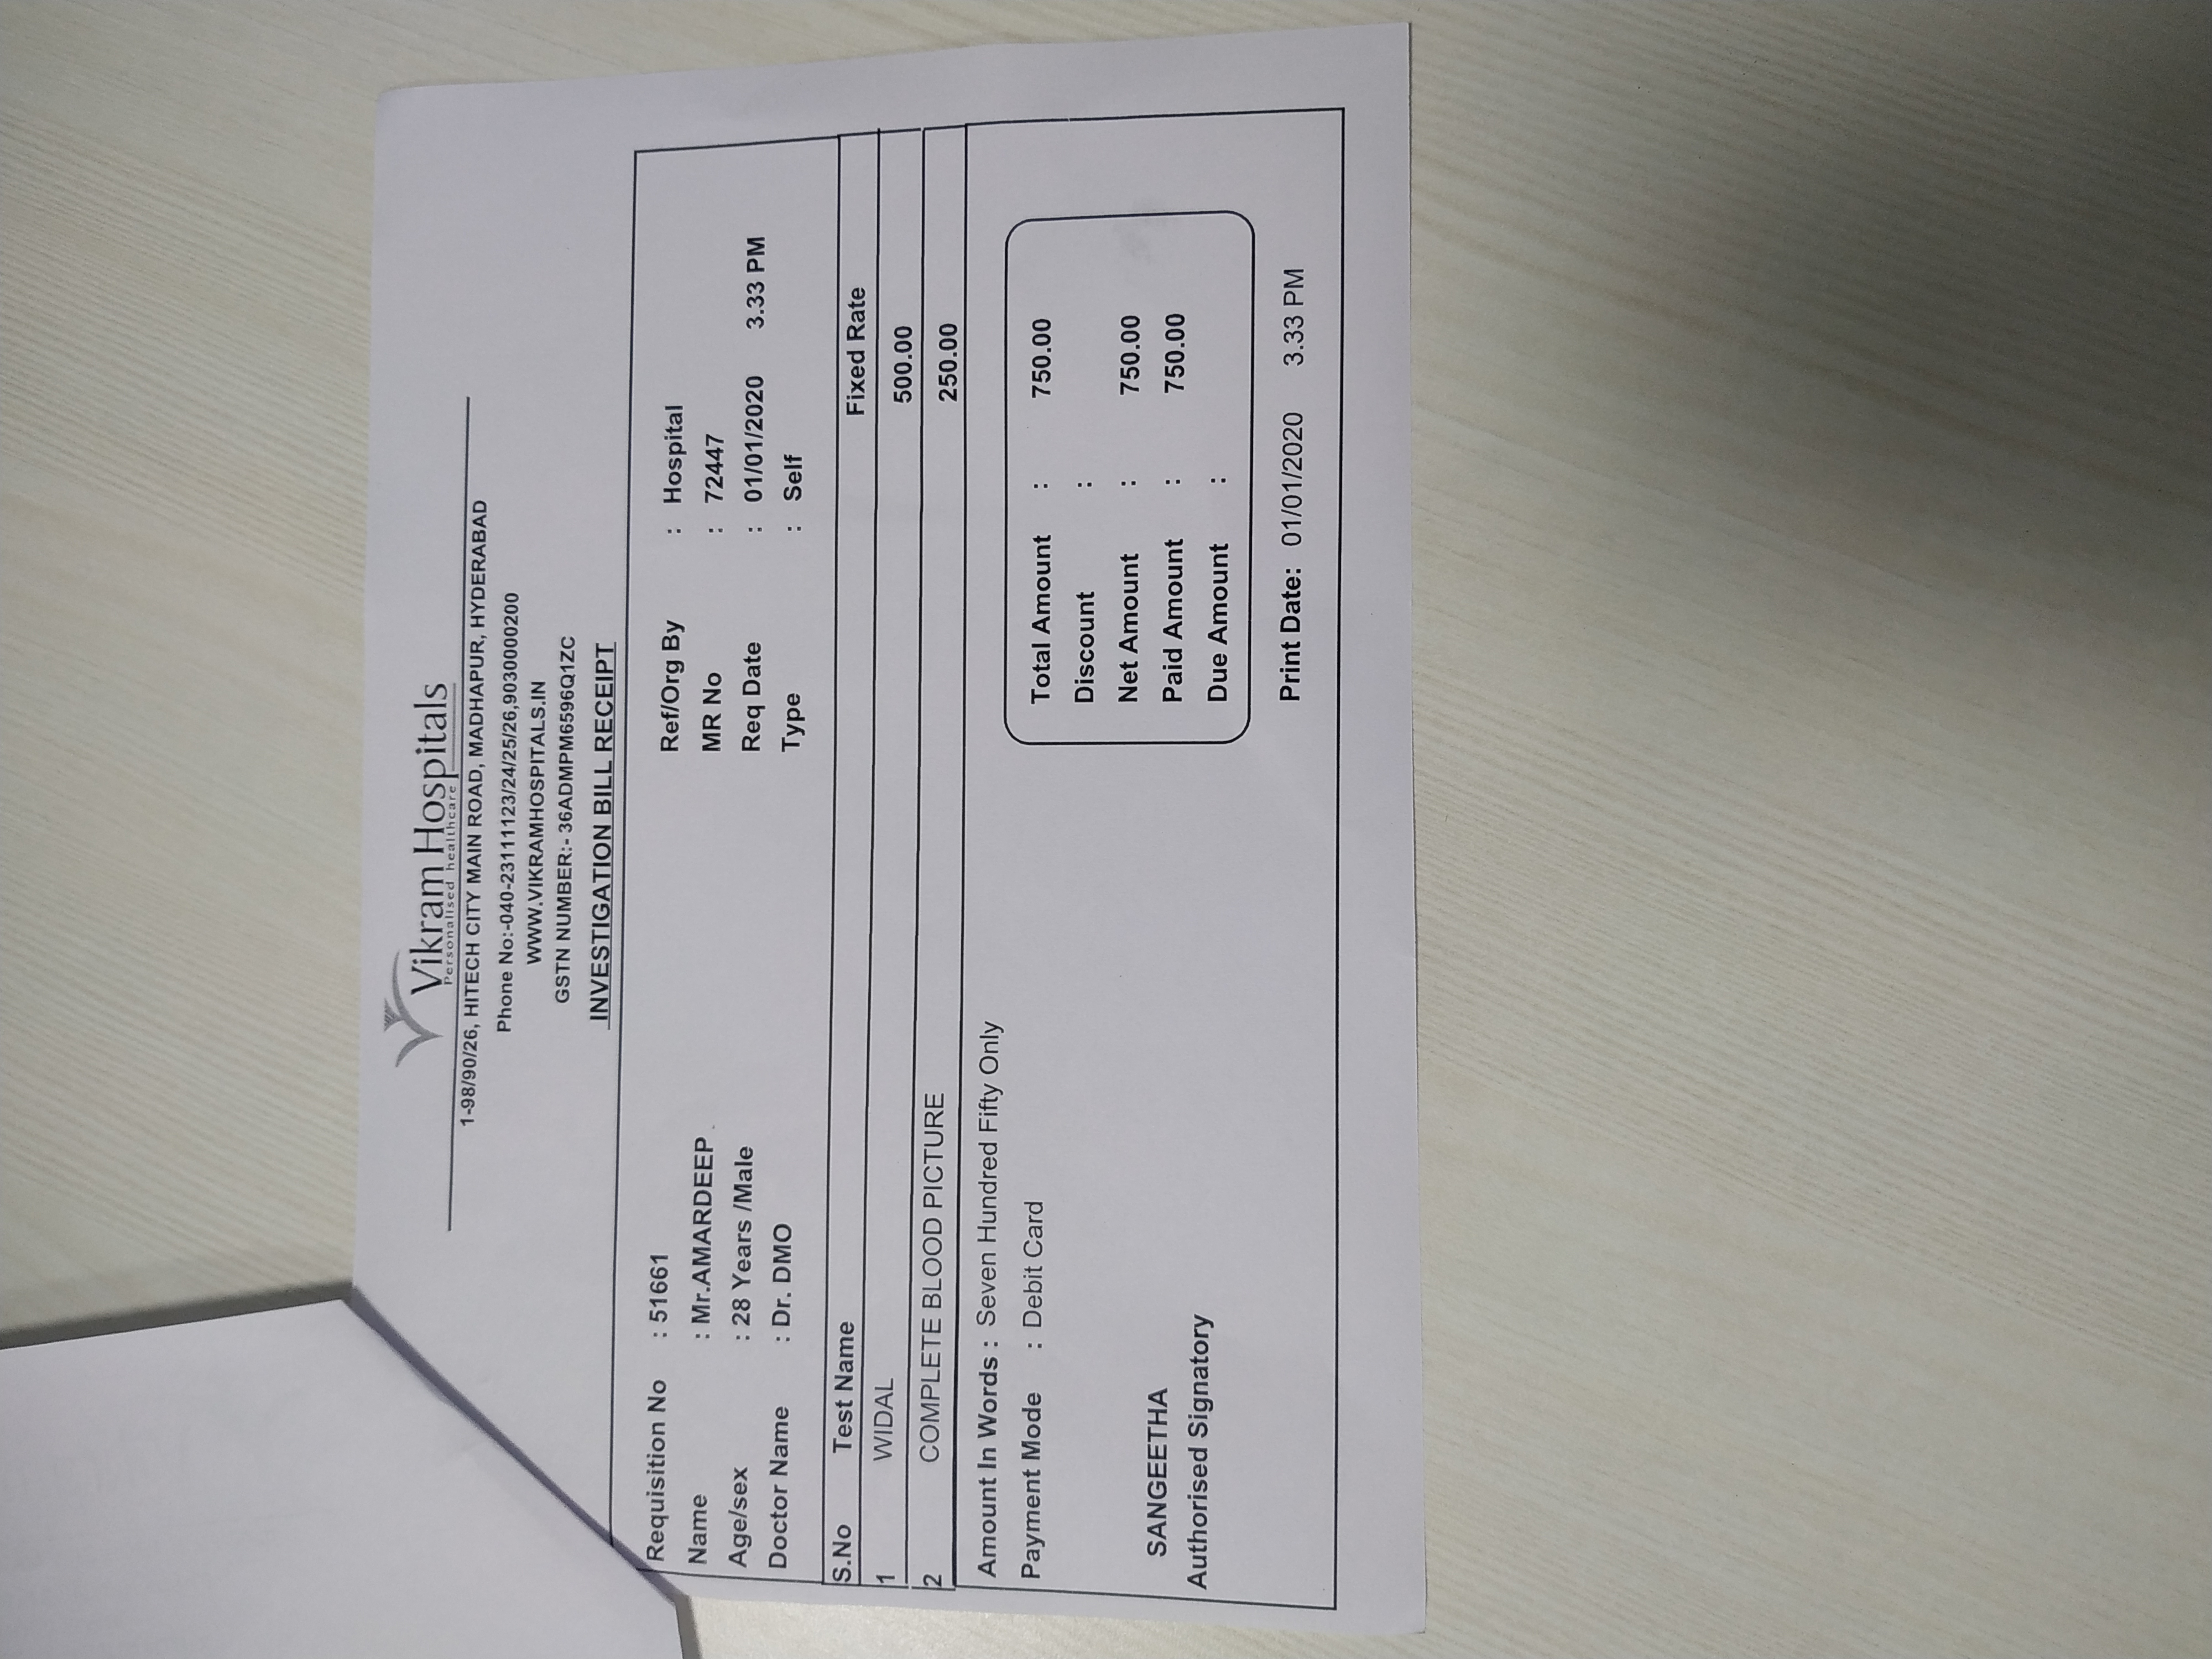 Vikram Hospitals
Personalised healthcare
1-98/90/26, HITECH CITY MAIN ROAD, MADHAPUR, HYDERABAD
Phone No:-040-23111123/24/25/26,9030000200
WWW.VIKRAMHOSPITALS.IN
GSTN NUMBER:- 36ADMPM6596Q1ZC
INVESTIGATION BILL RECEIPT
Requisition No : 51661 Ref/Org By : Hospital
Name : Mr.AMARDEEP . MR No : 72447
Age/sex : 28 Years /Male Req Date : 01/01/2020 3.33 PM
Doctor Name : Dr. DMO Type : Self
S.No Test Name Fixed Rate
1 WIDAL 500.00
2 COMPLETE BLOOD PICTURE 250.00
Amount In Words : Seven Hundred Fifty Only
Payment Mode : Debit Card
Total Amount : 750.00
Discount :
Net Amount : 750.00
Paid Amount : 750.00
Due Amount :
SANGEETHA
Authorised Signatory
Print Date: 01/01/2020 3.33 PM